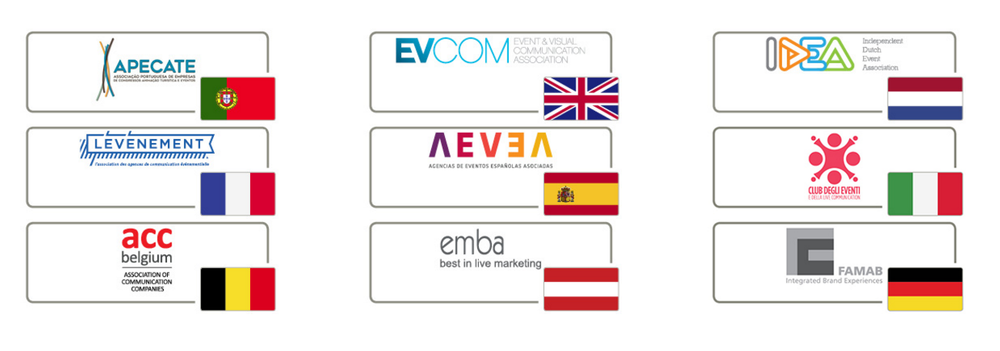 APECATE
ASSOCIAÇÃO PORTUGUESA DE EMPRESAS
DE CONGRESSOS ANIMAÇÃO TURÍSTICA E EVENTOS
EVCOM
EVENT & VISUAL
COMMUNICATION
ASSOCIATION
IDEA
Independent
Dutch
Event
Association
LÉVÉNEMENT
l'association des agences de communication événementielle
AEVEA
AGENCIAS DE EVENTOS ESPAÑOLAS ASOCIADAS
CLUB DEGLI EVENTI
E DELLA LIVE COMMUNICATION
acc
belgium
ASSOCIATION OF
COMMUNICATION
COMPANIES
emba
best in live marketing
FAMAB
Integrated Brand Experiences